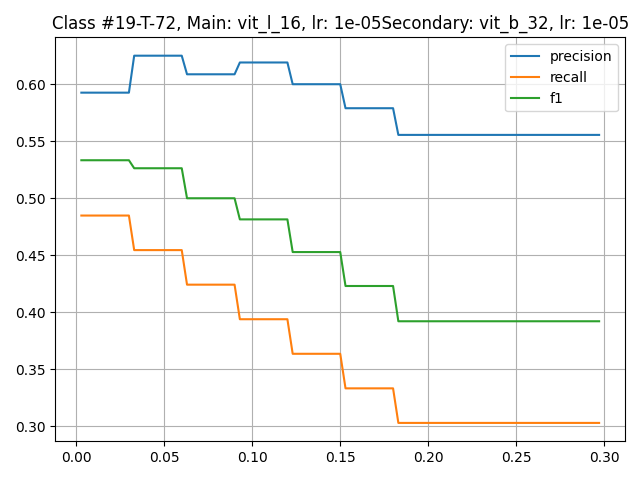 Class #19-T-72, Main: vit_l_16, lr: 1e-05Secondary: vit_b_32, lr: 1e-05
precision
recall
f1
0.60
0.55
0.50
0.45
0.40
0.35
0.30
0.00 0.05 0.10 0.15 0.20 0.25 0.30